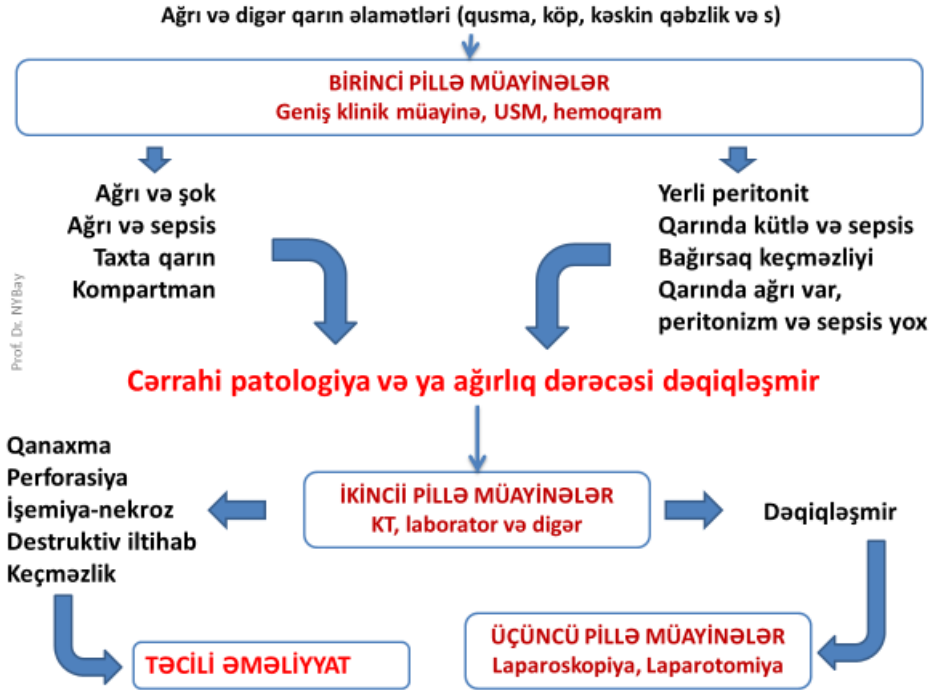 Ağrı və digər qarın əlamətləri (qusma, köp, kəskin qəbzlik və s)
BİRİNCİ PİLLƏ MÜAYİNƏLƏR
Geniş klinik müayinə, USM, hemoqram
Ağrı və şok
Ağrı və sepsis
Taxta qarın
Kompartman
Yerli peritonit
Qarında kütlə və sepsis
Bağırsaq keçməzliyi
Qarında ağrı var,
peritonizm və sepsis yox
Prof. Dr. NYBəy
Cərrahi patologiya və ya ağırlıq dərəcəsi dəqiqləşmir
Qanaxma
Perforasiya
İşemiya-nekroz
Destruktiv iltihab
Keçməzlik
İKİNCİİ PİLLƏ MÜAYİNƏLƏR
KT, laborator və digər
Dəqiqləşmir
TƏCİLİ ƏMƏLİYYAT
ÜÇÜNCÜ PİLLƏ MÜAYİNƏLƏR
Laparoskopiya, Laparotomiya